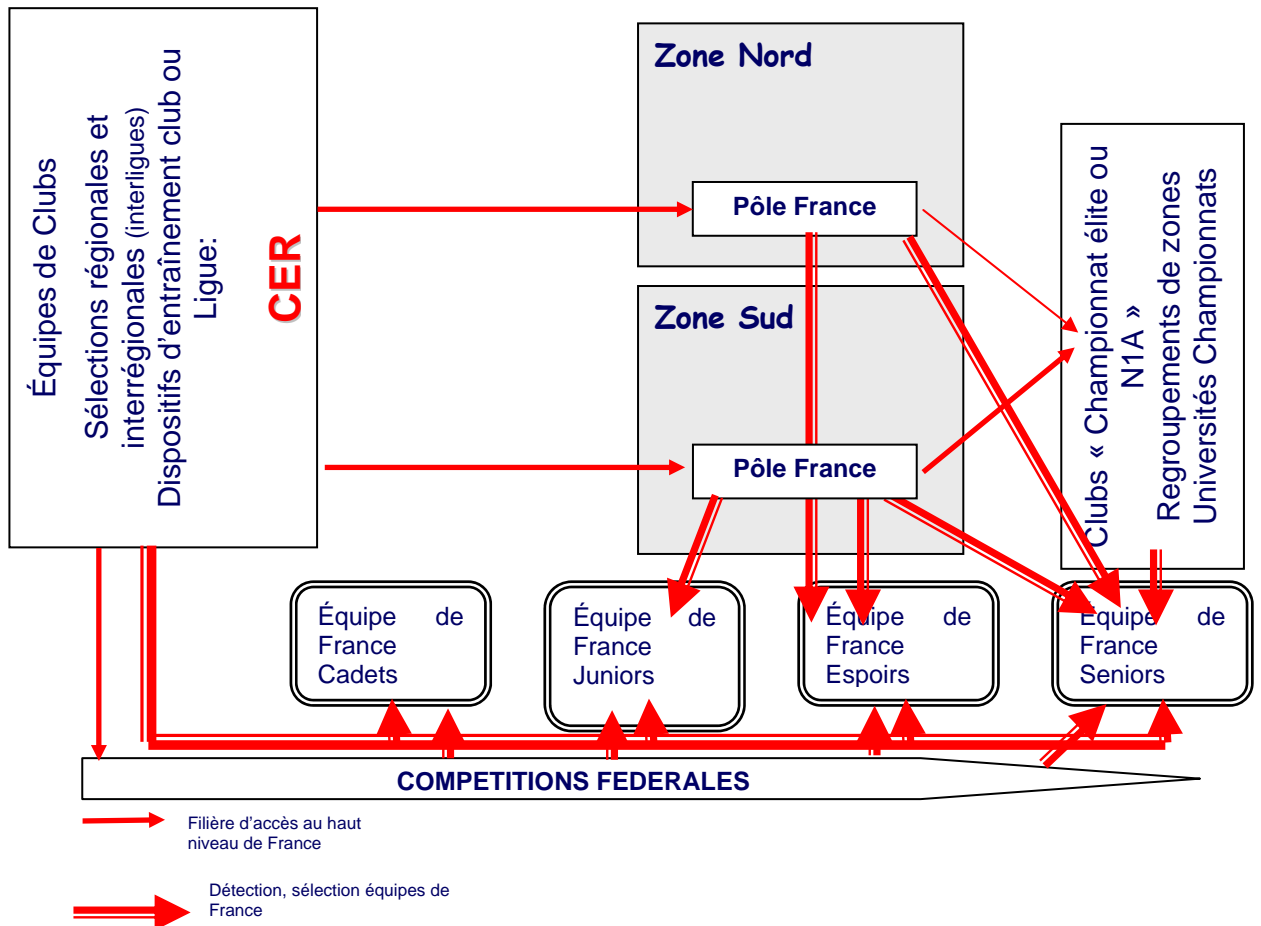 Équipes de Clubs
Sélections régionales et
interrégionales (interligues)
Dispositifs d'entraînement club ou
Ligue:
CER
Zone Nord
Pôle France
Zone Sud
Pôle France
Clubs « Championnat élite ou
N1A »
Regroupements de zones
Universités Championnats
Équipe de
France
Cadets
Équipe de
France
Juniors
Équipe de
France
Espoirs
Équipe de
France
Seniors
COMPETITIONS FEDERALES
Filière d'accès au haut
niveau de France
Détection, sélection équipes de
France